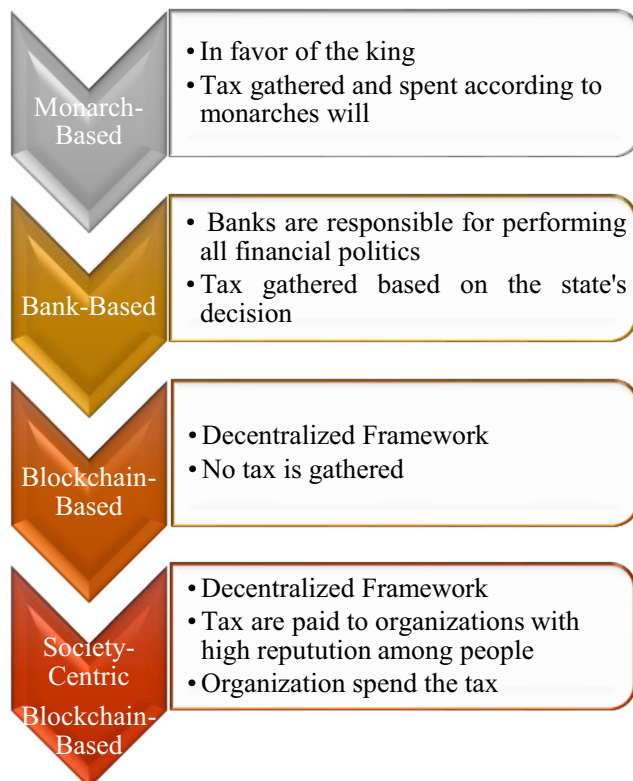 Monarch-
Based
• In favor of the king
• Tax gathered and spent according to
monarches will
Bank-Based
• Banks are responsible for performing
all financial politics
• Tax gathered based on the state's
decision
Blockchain-
Based
• Decentralized Framework
• No tax is gathered
Society-
Centric
Blockchain-
Based
• Decentralized Framework
• Tax are paid to organizations with
high reputution among people
• Organization spend the tax